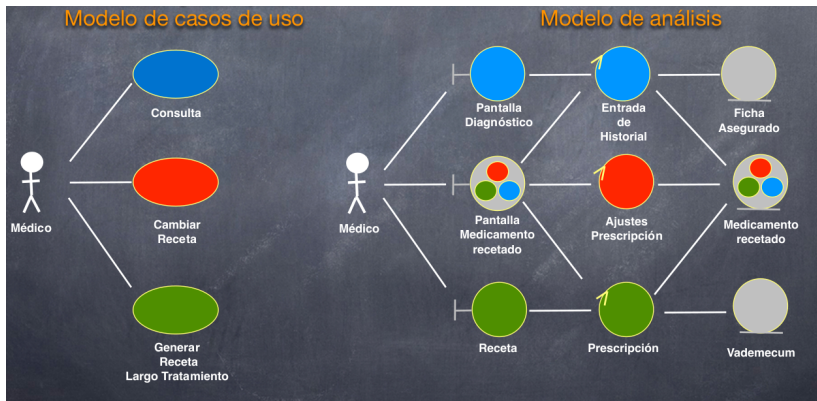 Modelo de casos de uso
Consulta
Médico
Cambiar
Receta
Generar
Receta
Largo Tratamiento
Modelo de análisis
Pantalla
Diagnóstico
Entrada
de
Historial
Ficha
Asegurado
Médico
Pantalla
Medicamento
recetado
Ajustes
Prescripción
Medicamento
recetado
Receta
Prescripción
Vademecum